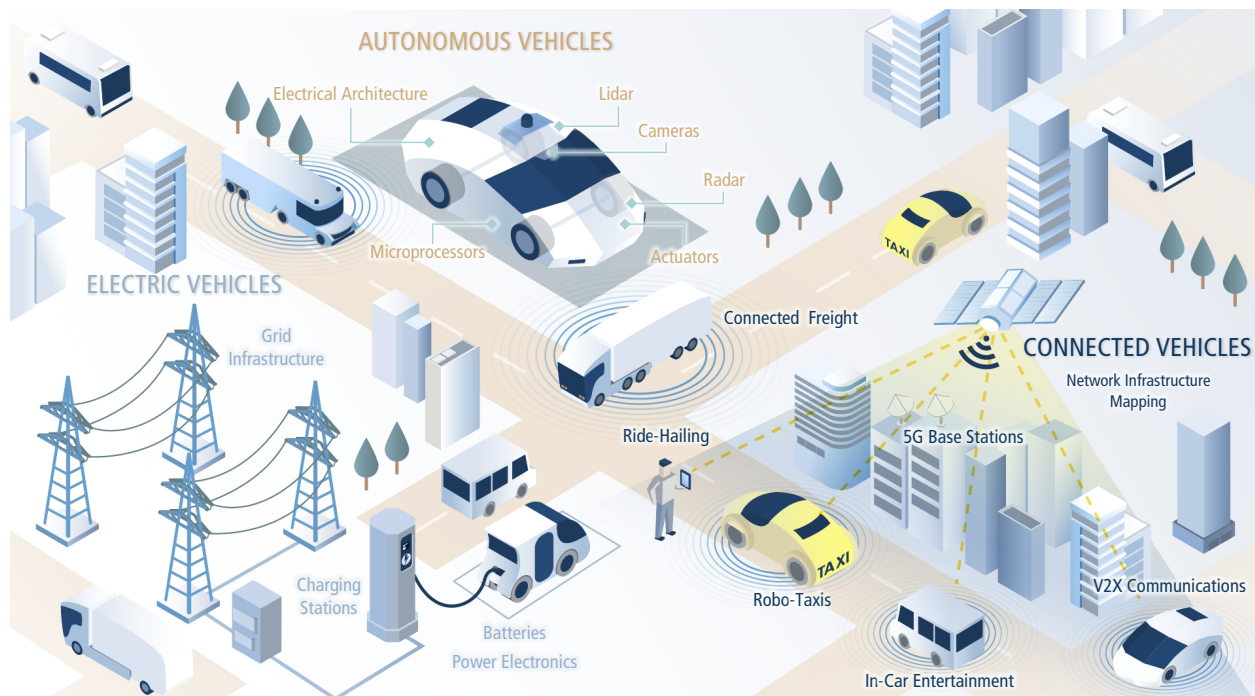 AUTONOMOUS VEHICLES
Electrical Architecture
Lidar
Cameras
Radar
Microprocessors
Actuators
TAXI
ELECTRIC VEHICLES
Grid
Infrastructure
Connected Freight
CONNECTED VEHICLES
Network Infrastructure
Mapping
Ride-Hailing
5G Base Stations
TAXI
Charging
Stations
Robo-Taxis
V2X Communications
Batteries
Power Electronics
In-Car Entertainment